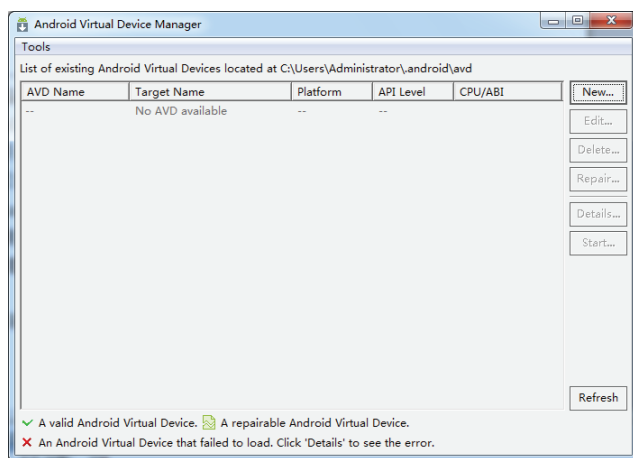 Android Virtual Device Manager
Tools
List of existing Android Virtual Devices located at C:\Users\Administrator\.android\avd
AVD Name Target Name Platform API Level CPU/ABI New...
-- No AVD available -- --
Edit...
Delete...
Repair...
Details...
Start...
Refresh
A valid Android Virtual Device. A repairable Android Virtual Device.
An Android Virtual Device that failed to load. Click 'Details' to see the error.